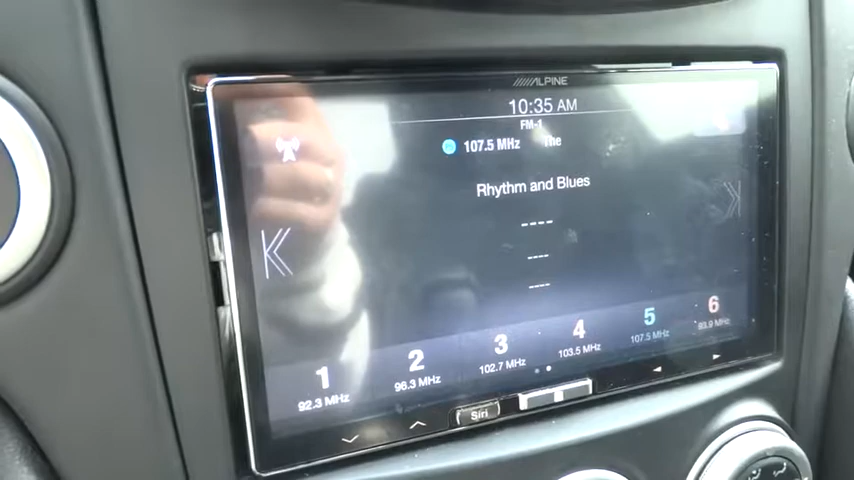 ALPINE
10:35 AM
FM-1
107.5 MHz The
Rhythm and Blues
-----
----
----
1 2 3 4 5 6
92.3 MHz 96.3 MHz 102.7 MHz 103.5 MHz 107.5 MHz 93.9 MHz
Siri